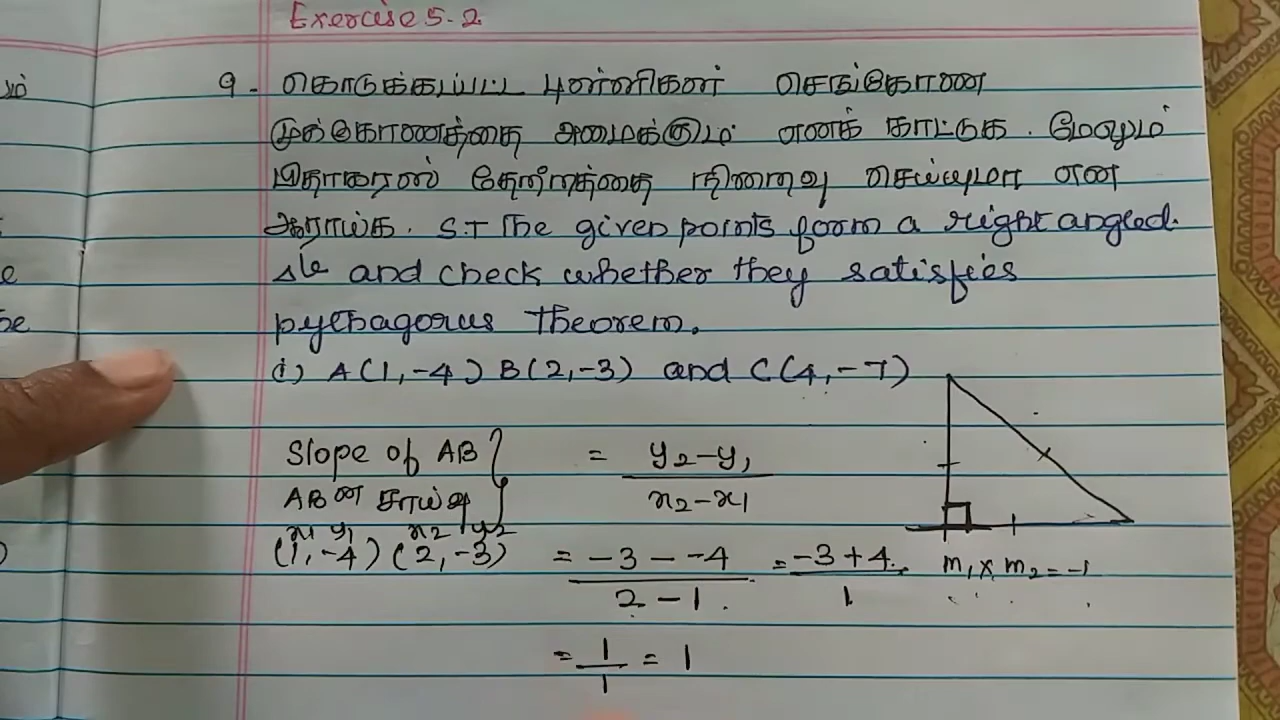 Exercise 5.2
9. கொடுக்கப்பட்ட புள்ளிகள் செங்கோண
முக்கோணத்தை அமைக்கும் எனக் காட்டுக. மேலும்
பிதாகரஸ் தேற்றத்தை நிறைவு செய்யுமா என
ஆராய்க. S.T the given points form a right angled
Δle and check whether they satisfies
pythagorus theorem.
(i) A(1,-4) B(2,-3) and C(4,-7)
Slope of AB } = y2-y1 / x2-x1
ABன் சாய்வு
x1 y1 x2 y2
(1,-4) (2,-3) = -3--4 / 2-1 = -3+4 / 1
m1 x m2 = -1
= 1/1 = 1